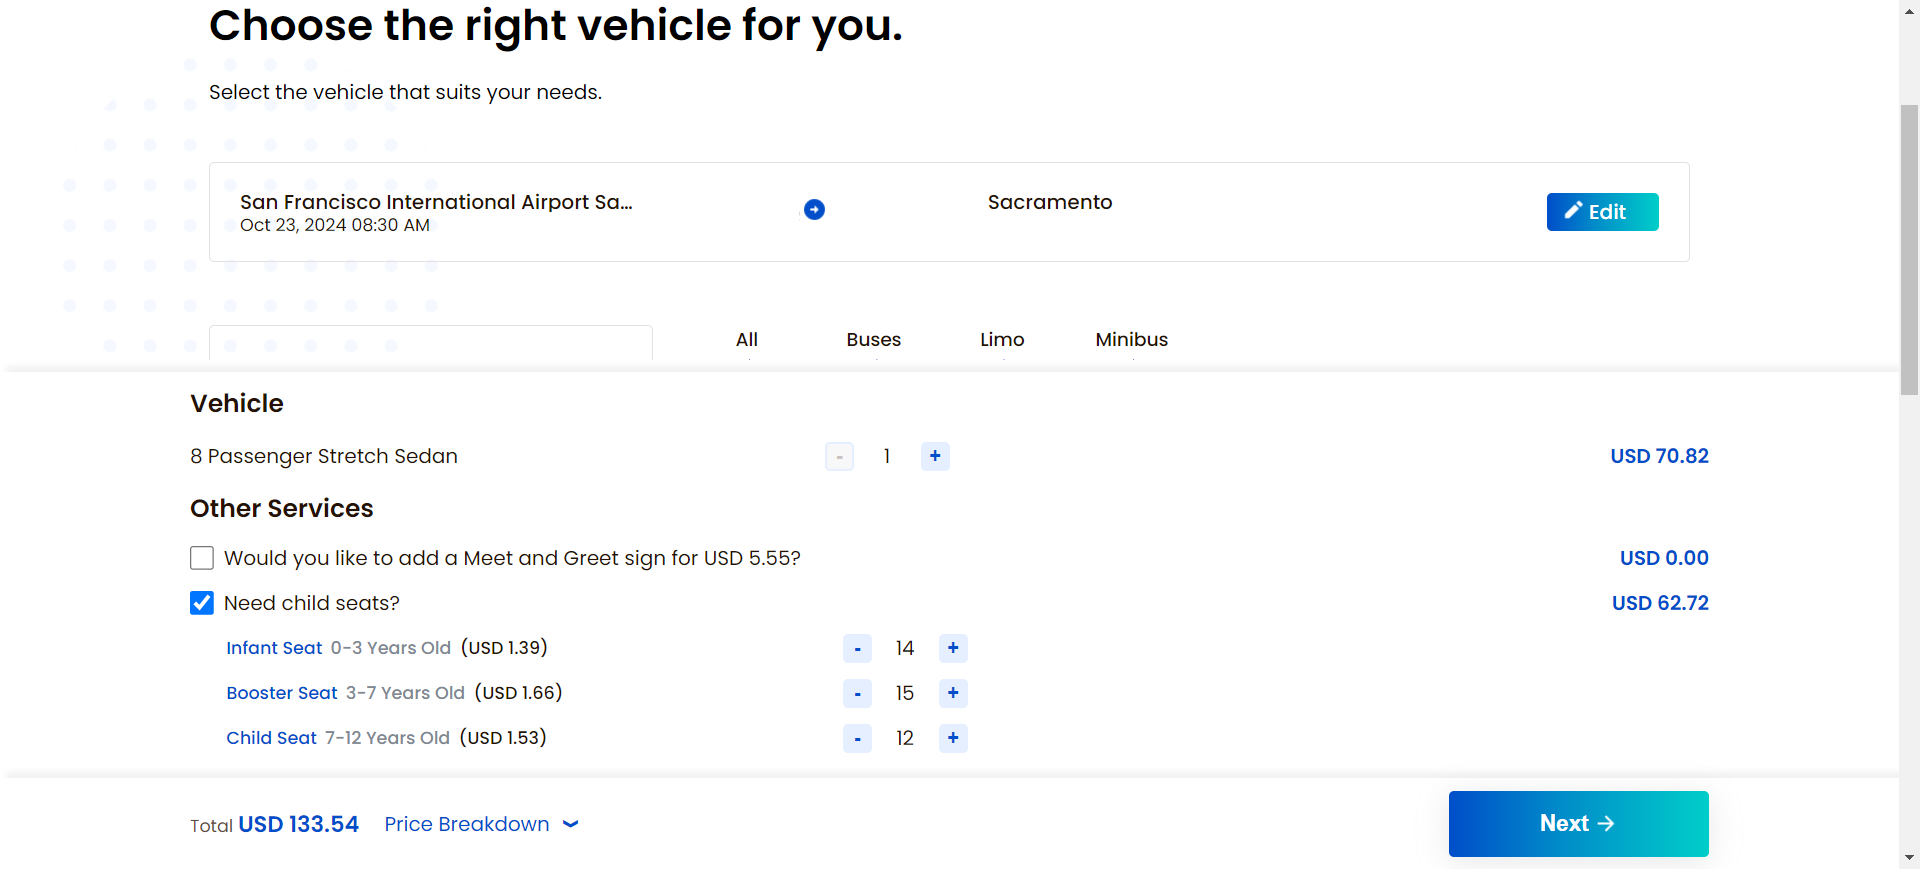 Choose the right vehicle for you.
Select the vehicle that suits your needs.
San Francisco International Airport Sa...
Oct 23, 2024 08:30 AM
Sacramento
Edit
All Buses Limo Minibus
Vehicle
8 Passenger Stretch Sedan - 1 + USD 70.82
Other Services
Would you like to add a Meet and Greet sign for USD 5.55? USD 0.00
Need child seats? USD 62.72
Infant Seat 0-3 Years Old (USD 1.39) - 14 +
Booster Seat 3-7 Years Old (USD 1.66) - 15 +
Child Seat 7-12 Years Old (USD 1.53) - 12 +
Total USD 133.54 Price Breakdown
Next →